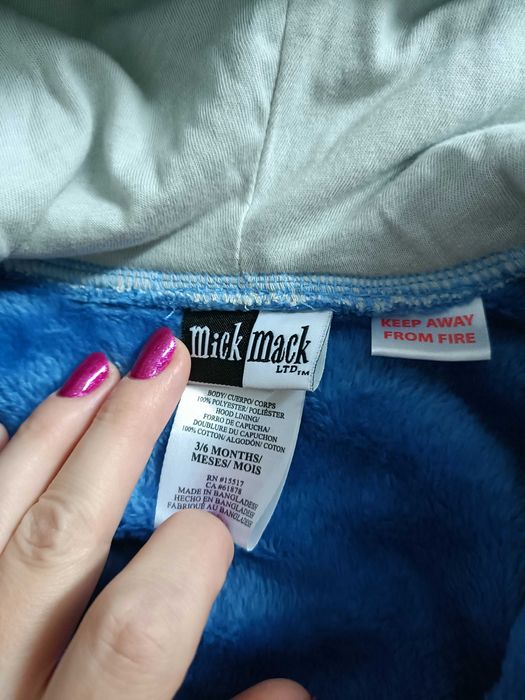 mick mack
LTD.TM
KEEP AWAY
FROM FIRE
BODY/ CUERPO/ CORPS
100% POLYESTER/ POLIÉSTER
HOOD LINING/
FORRO DE CAPUCHA/
DOUBLURE DU CAPUCHON
100% COTTON/ ALGODÓN/ COTON
3/6 MONTHS/
MESES/ MOIS
RN #15517
CA #61878
MADE IN BANGLADESH/
HECHO EN BANGLADESH/
FABRIQUÉ AU BANGLADESH